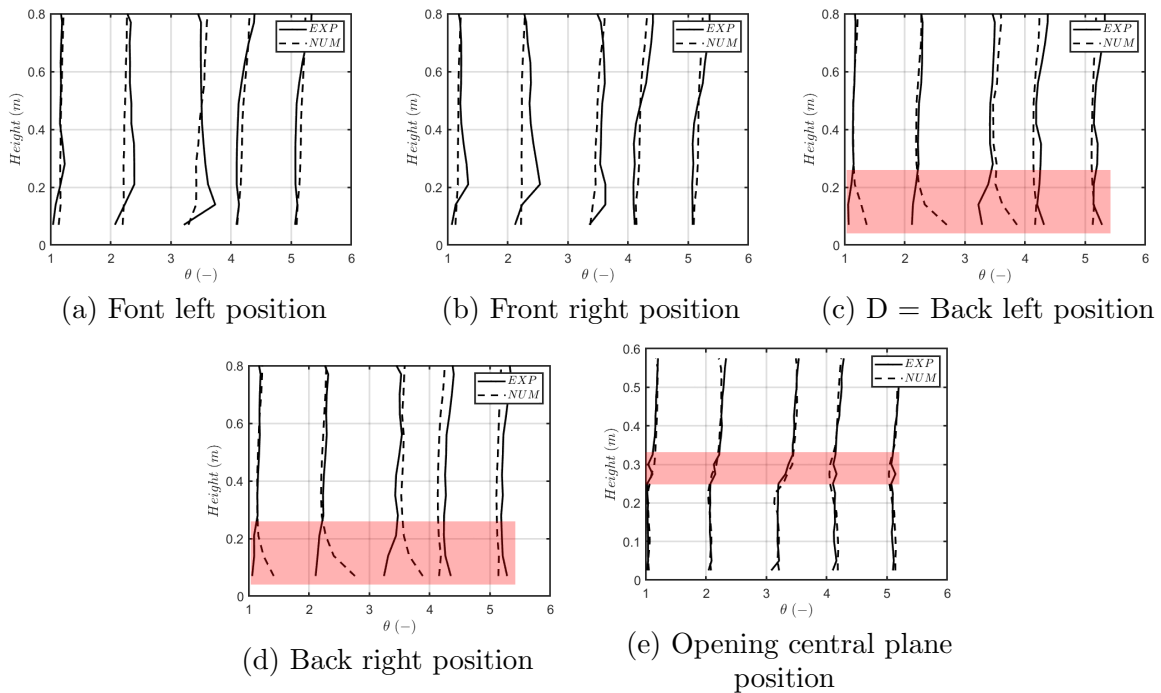 0.8
0.6
0.4
0.2
0
Height (m)
EXP
NUM
1 2 3 4 5 6
θ (−)
(a) Font left position
0.8
0.6
0.4
0.2
0
Height (m)
EXP
NUM
1 2 3 4 5 6
θ (−)
(b) Front right position
0.8
0.6
0.4
0.2
0
Height (m)
EXP
NUM
1 2 3 4 5 6
θ (−)
(c) D = Back left position
0.8
0.6
0.4
0.2
0
Height (m)
EXP
NUM
1 2 3 4 5 6
θ (−)
(d) Back right position
0.6
0.5
0.4
0.3
0.2
0.1
0
Height (m)
EXP
NUM
1 2 3 4 5 6
θ (−)
(e) Opening central plane
position